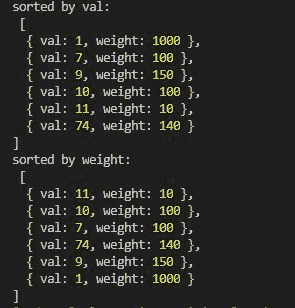 sorted by val:
[
{ val: 1, weight: 1000 },
{ val: 7, weight: 100 },
{ val: 9, weight: 150 },
{ val: 10, weight: 100 },
{ val: 11, weight: 10 },
{ val: 74, weight: 140 }
]
sorted by weight:
[
{ val: 11, weight: 10 },
{ val: 10, weight: 100 },
{ val: 7, weight: 100 },
{ val: 74, weight: 140 },
{ val: 9, weight: 150 },
{ val: 1, weight: 1000 }
]